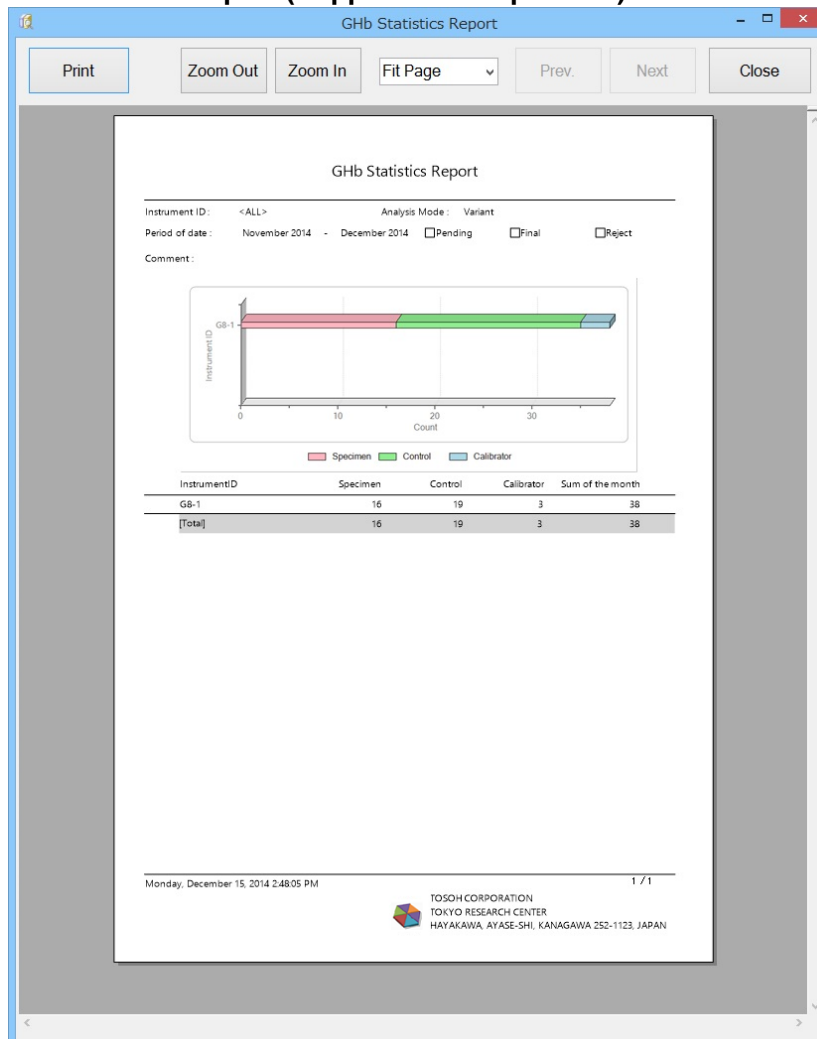 GHb Statistics Report
Print Zoom Out Zoom In Fit Page Prev. Next Close
GHb Statistics Report
Instrument ID : <ALL> Analysis Mode : Variant
Period of date : November 2014 - December 2014 Pending Final Reject
Comment :
InstrumentID
G8-1
0 10 20 30
Count
Specimen Control Calibrator
InstrumentID Specimen Control Calibrator Sum of the month
G8-1 16 19 3 38
[Total] 16 19 3 38
Monday, December 15, 2014 2:48:05 PM 1 / 1
TOSOH CORPORATION
TOKYO RESEARCH CENTER
HAYAKAWA, AYASE-SHI, KANAGAWA 252-1123, JAPAN